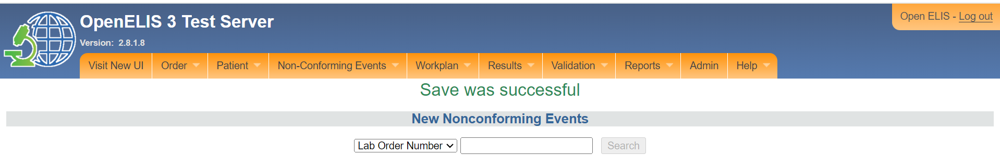 OpenELIS 3 Test Server
Open ELIS - Log out
Version: 2.8.1.8
Visit New UI Order Patient Non-Conforming Events Workplan Results Validation Reports Admin Help
Save was successful
New Nonconforming Events
Lab Order Number Search